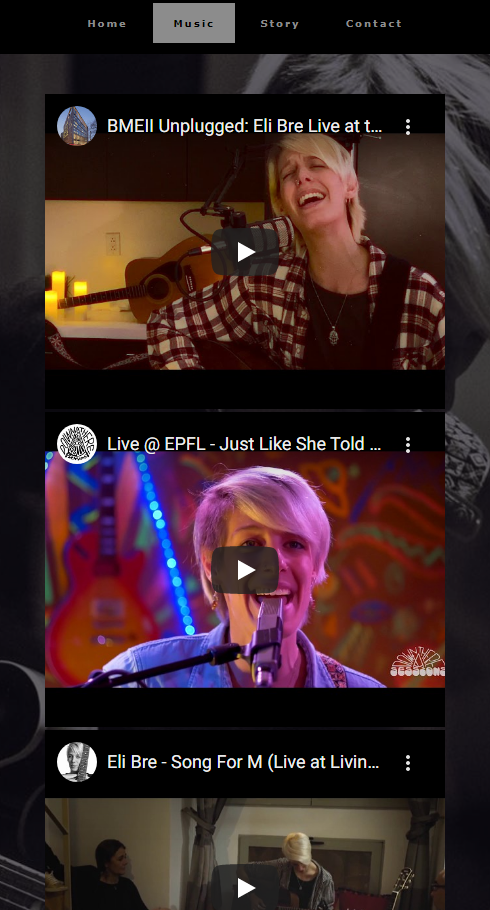 Home Music Story Contact
BMEII Unplugged: Eli Bre Live at t...
Live @ EPFL - Just Like She Told ...
SESSIONS
Eli Bre - Song For M (Live at Livin...